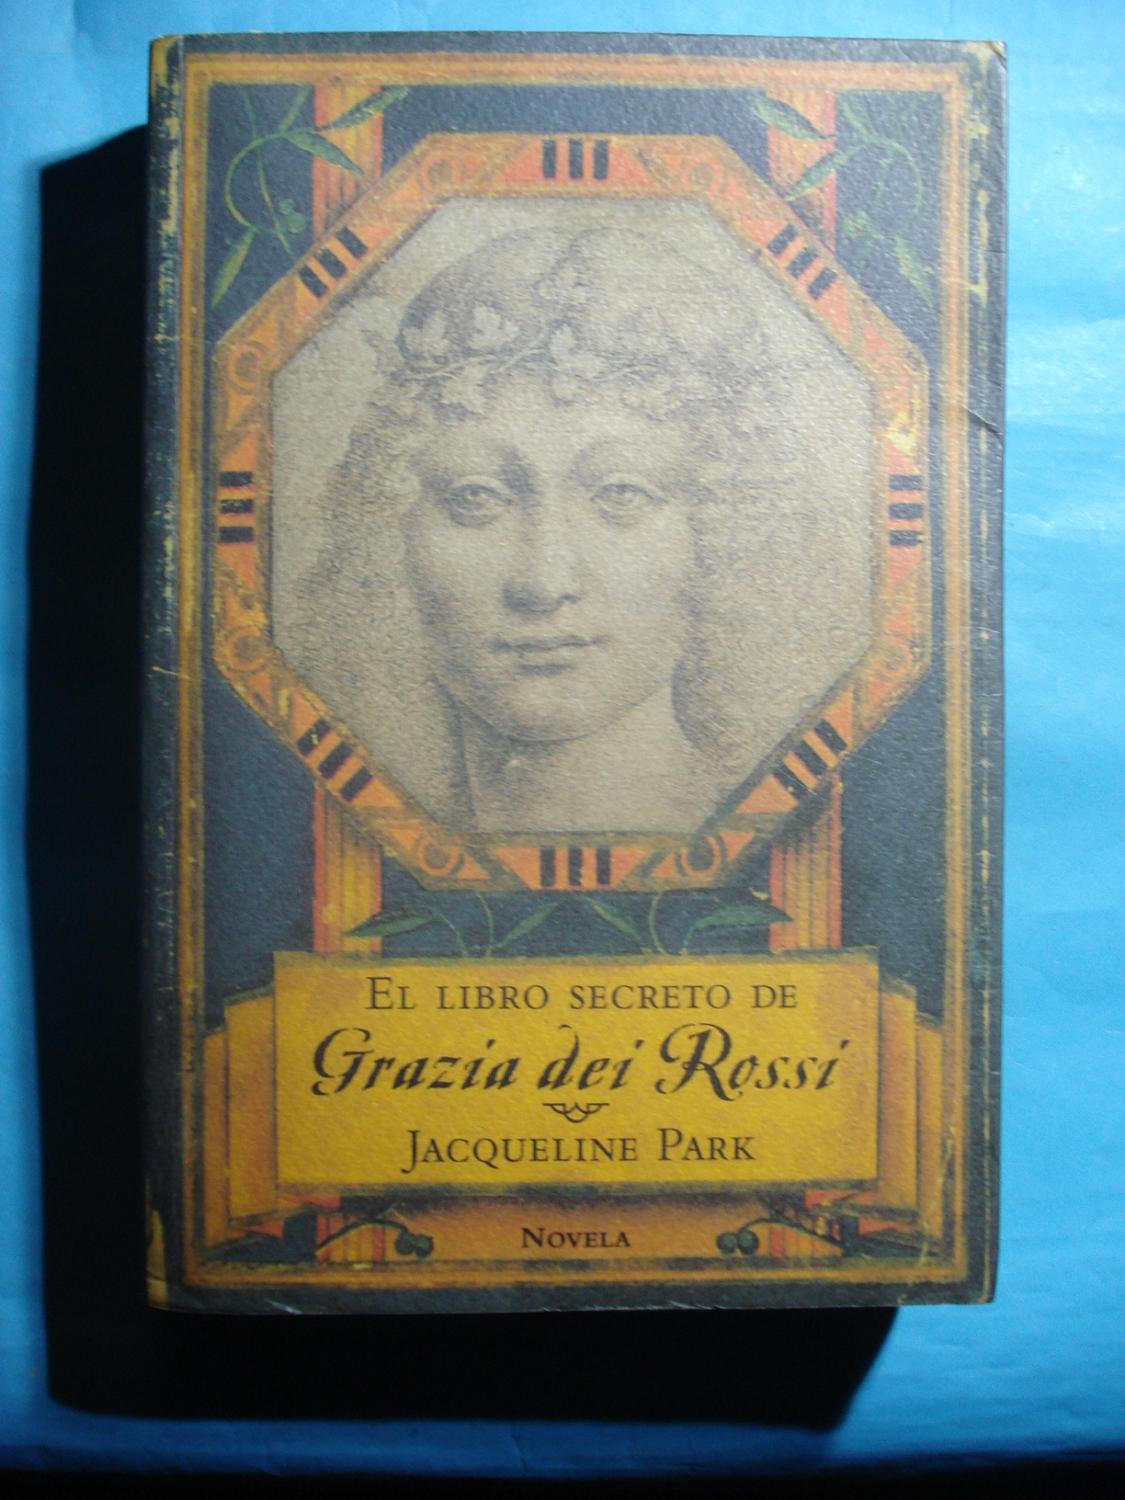 El libro secreto de
Grazia dei Rossi
Jacqueline Park
Novela